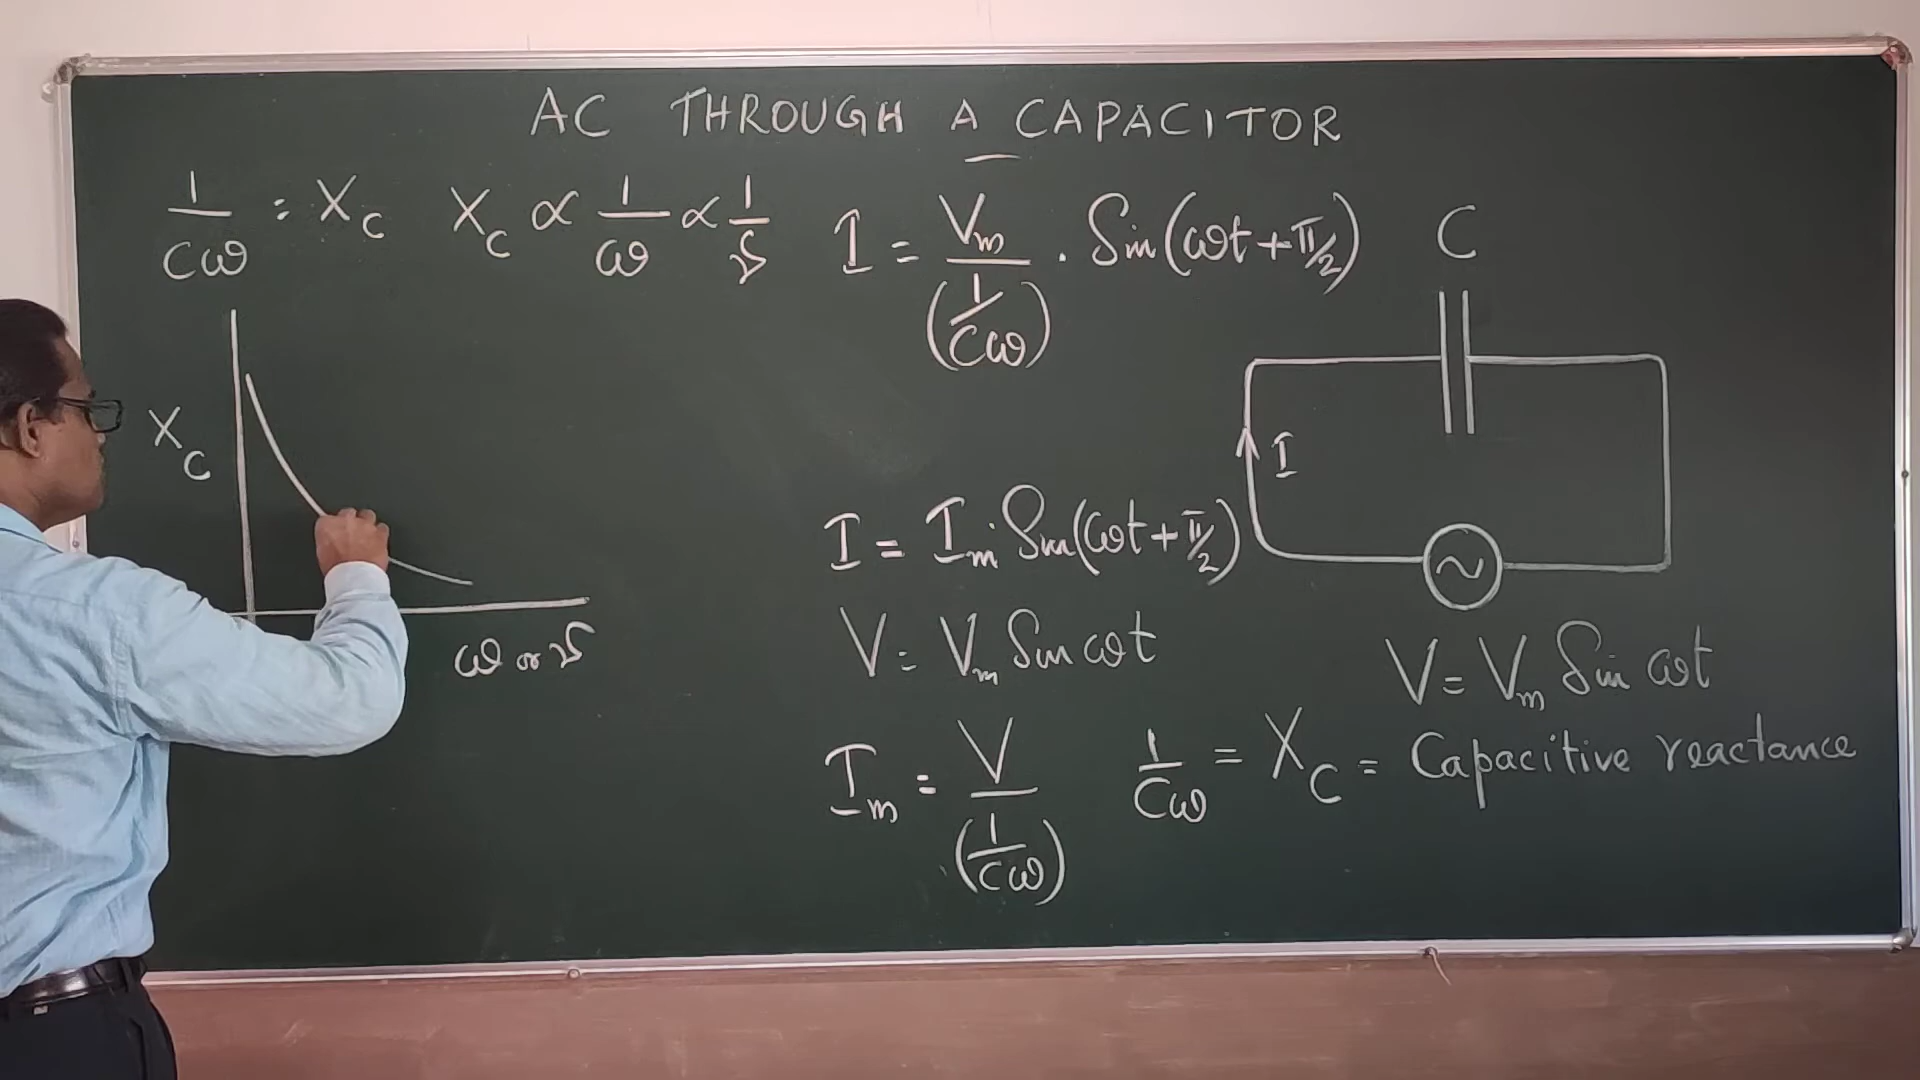 AC THROUGH A CAPACITOR
1/Cω = X_C   X_C ∝ 1/ω ∝ 1/ν
I = V_m/(1/Cω) . Sin(ωt + π/2)
C
X_C
ω or ν
I
I = I_m Sin(ωt + π/2)
V = V_m Sin ωt
V = V_m Sin ωt
I_m = V/(1/Cω)   1/Cω = X_C = Capacitive reactance